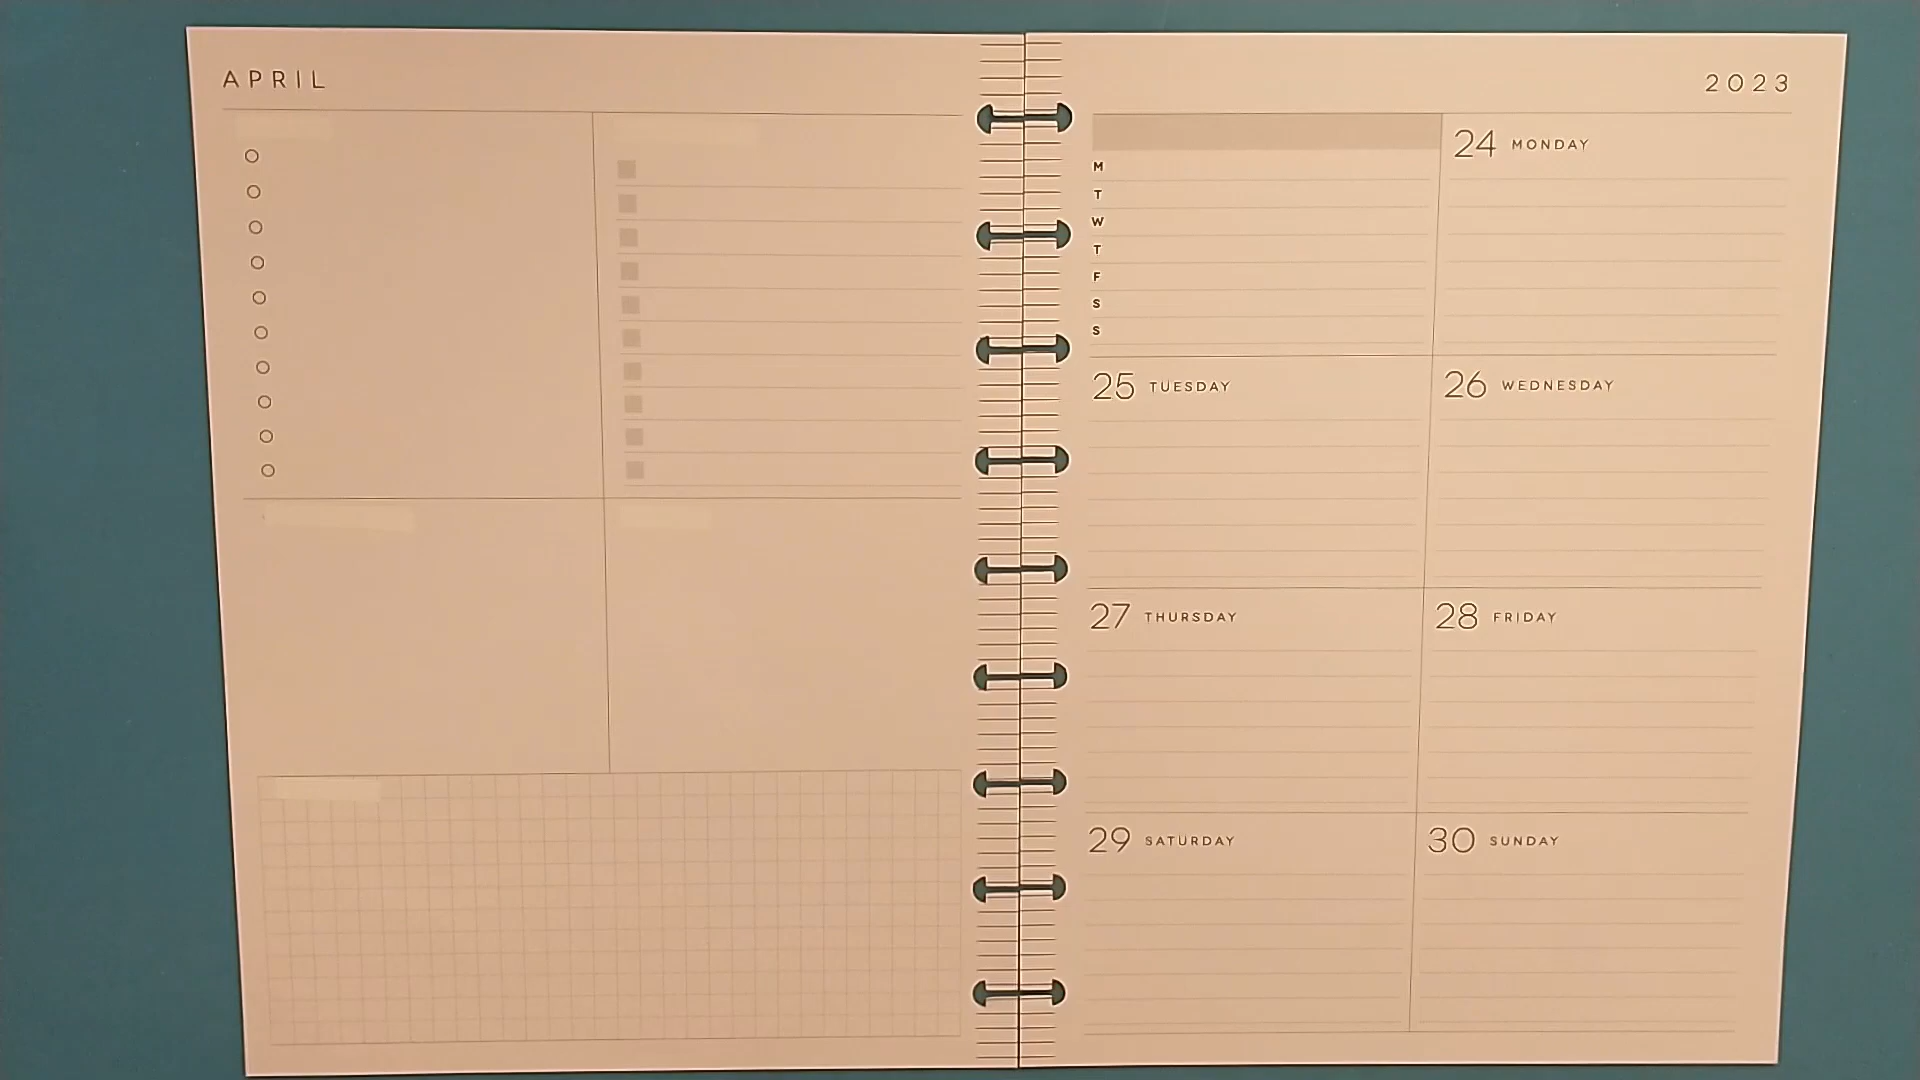 APRIL
2023
M
T
W
T
F
S
S
24 MONDAY
25 TUESDAY
26 WEDNESDAY
27 THURSDAY
28 FRIDAY
29 SATURDAY
30 SUNDAY